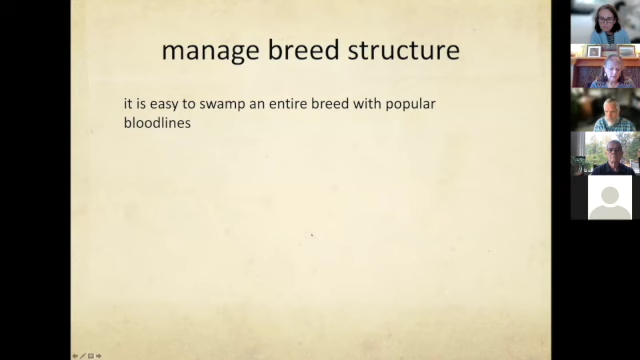 manage breed structure
it is easy to swamp an entire breed with popular
bloodlines